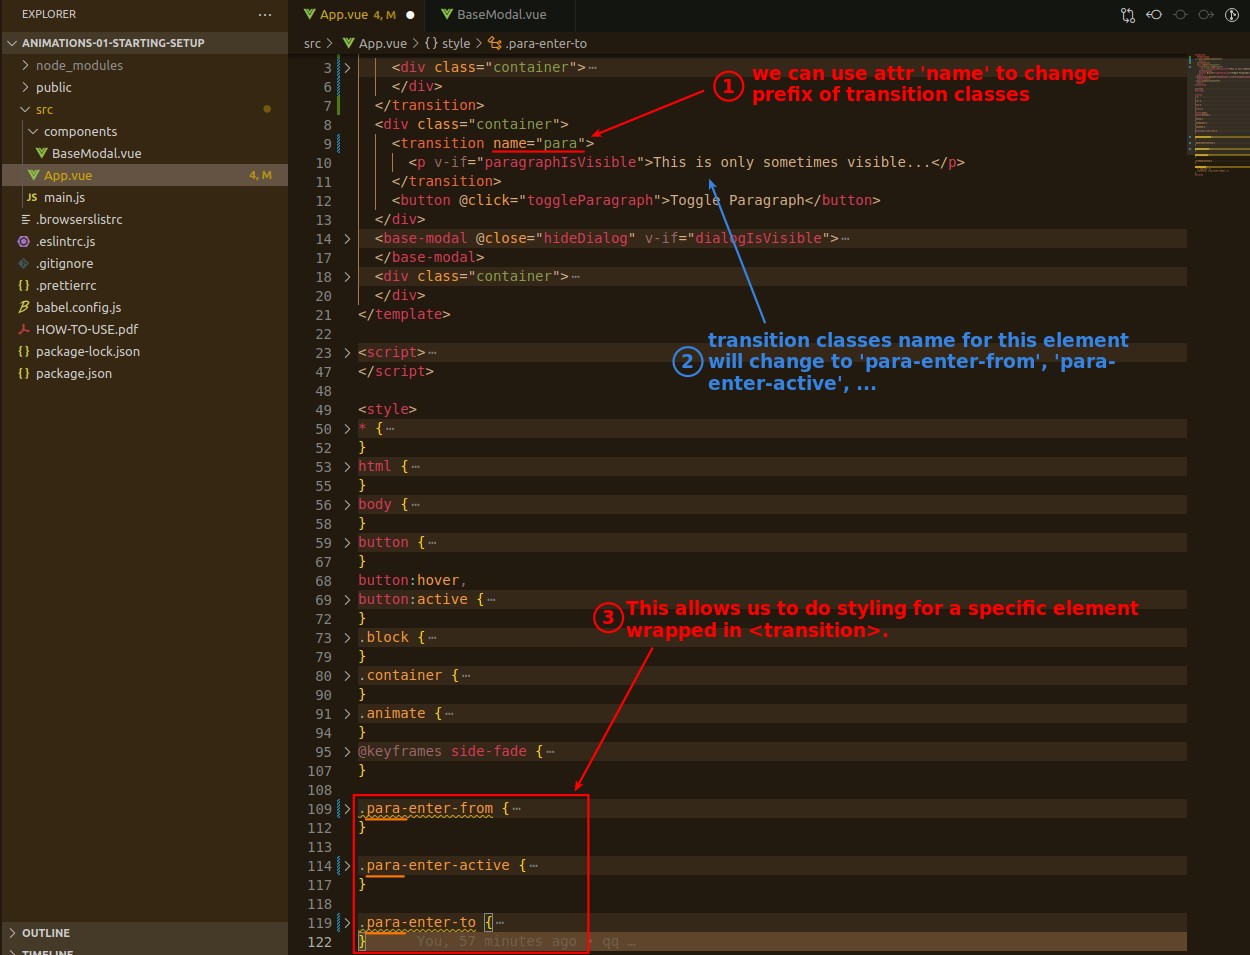 EXPLORER
ANIMATIONS-01-STARTING-SETUP
node_modules
public
src
components
BaseModal.vue
App.vue 4, M
JS main.js
.browserslistrc
.eslintrc.js
.gitignore
{} .prettierrc
babel.config.js
HOW-TO-USE.pdf
{} package-lock.json
{} package.json
OUTLINE
TIMELINE
App.vue 4, M
BaseModal.vue
src > App.vue > {} style > .para-enter-to
3 <div class="container">…
6 </div>
7 </transition>
8 <div class="container">
9 <transition name="para">
10 <p v-if="paragraphIsVisible">This is only sometimes visible...</p>
11 </transition>
12 <button @click="toggleParagraph">Toggle Paragraph</button>
13 </div>
14 <base-modal @close="hideDialog" v-if="dialogIsVisible">…
17 </base-modal>
18 <div class="container">…
20 </div>
21 </template>
22
23 <script>…
47 </script>
48
49 <style>
50 * {…
52 }
53 html {…
55 }
56 body {…
58 }
59 button {…
67 }
68 button:hover,
69 button:active {…
72 }
73 .block {…
79 }
80 .container {…
90 }
91 .animate {…
94 }
95 @keyframes side-fade {…
107 }
108
109 .para-enter-from {…
112 }
113
114 .para-enter-active {…
117 }
118
119 .para-enter-to {…
122 } You, 57 minutes ago • qq …
1 we can use attr 'name' to change
prefix of transition classes
2 transition classes name for this element
will change to 'para-enter-from', 'para-
enter-active', ...
3 This allows us to do styling for a specific element
wrapped in <transition>.